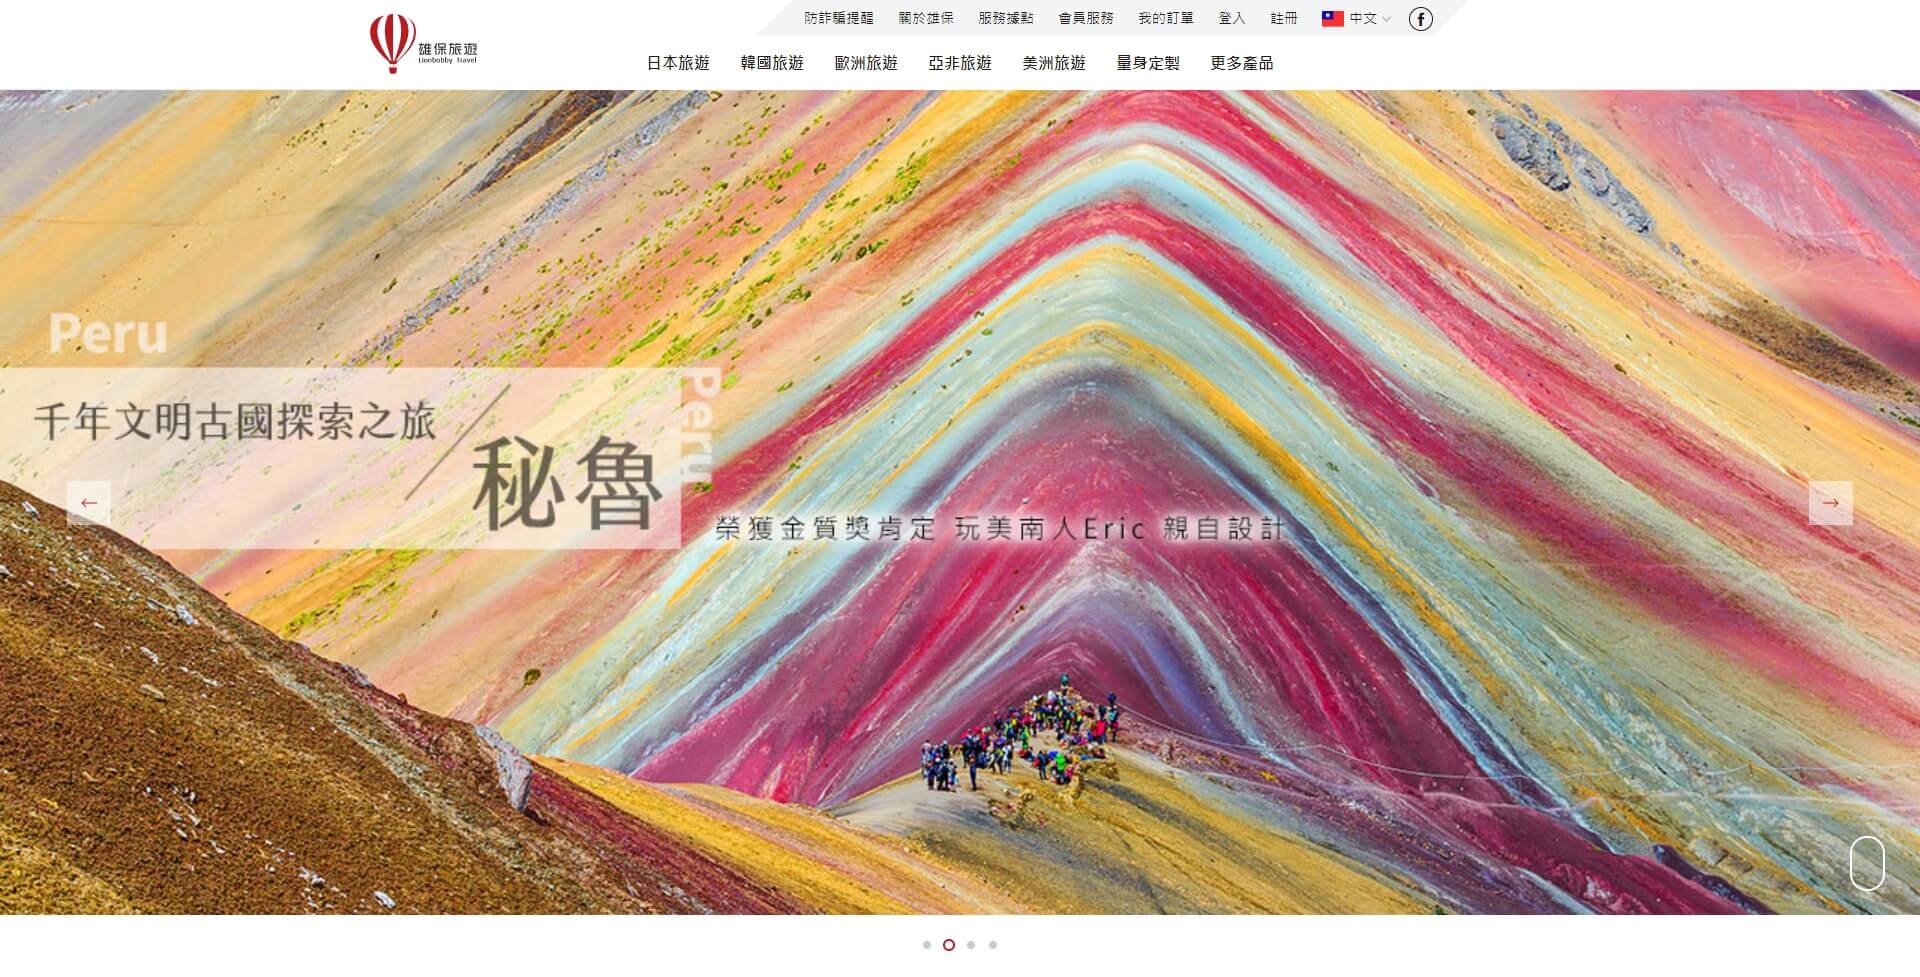 防詐騙提醒 關於雄保 服務據點 會員服務 我的訂單 登入 註冊 中文
雄保旅遊
Lionbobby Travel
日本旅遊 韓國旅遊 歐洲旅遊 亞非旅遊 美洲旅遊 量身定製 更多產品
Peru
Peru
千年文明古國探索之旅
秘魯
榮獲金質獎肯定 玩美南人Eric 親自設計